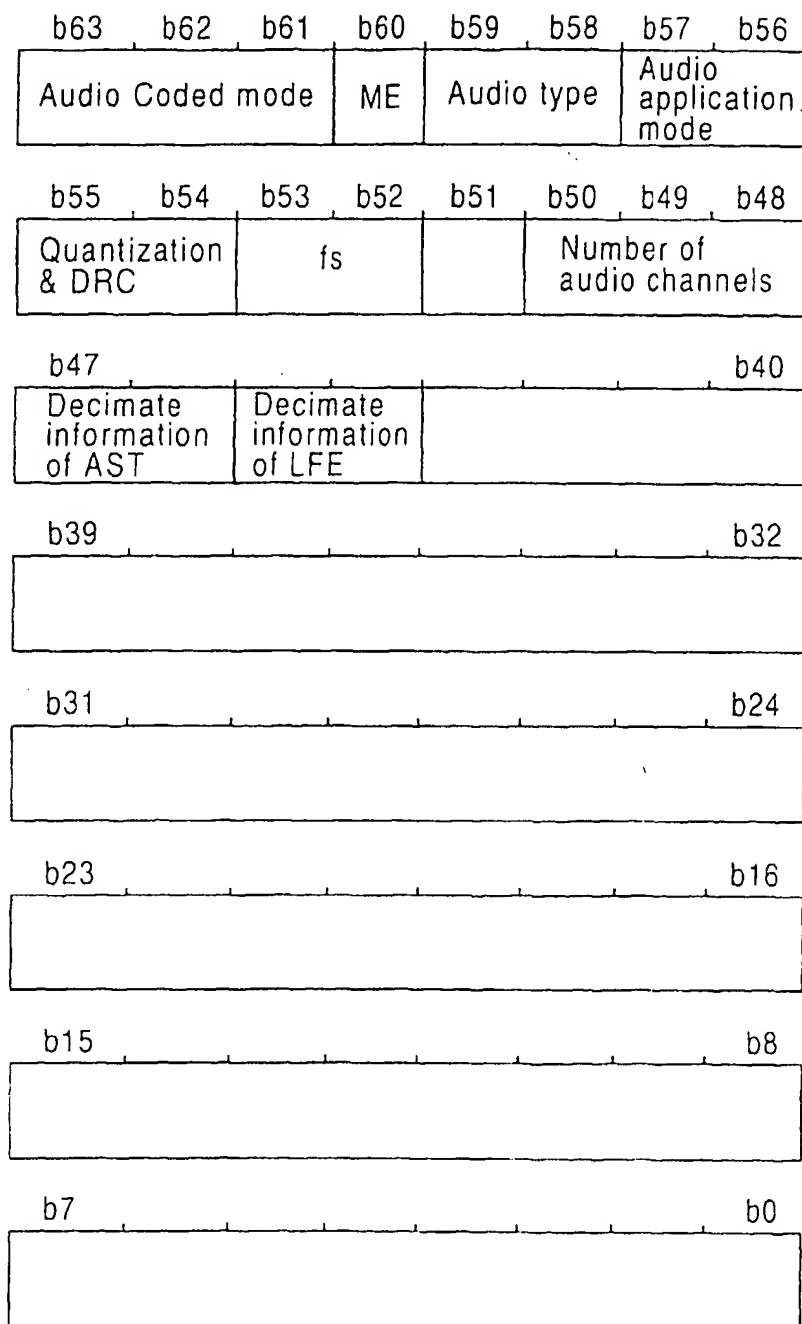 b63 b62 b61 b60 b59 b58 b57 b56
Audio Coded mode ME Audio type Audio application mode
b55 b54 b53 b52 b51 b50 b49 b48
Quantization & DRC fs Number of audio channels
b47 b40
Decimate information of AST Decimate information of LFE
b39 b32
b31 b24
b23 b16
b15 b8
b7 b0